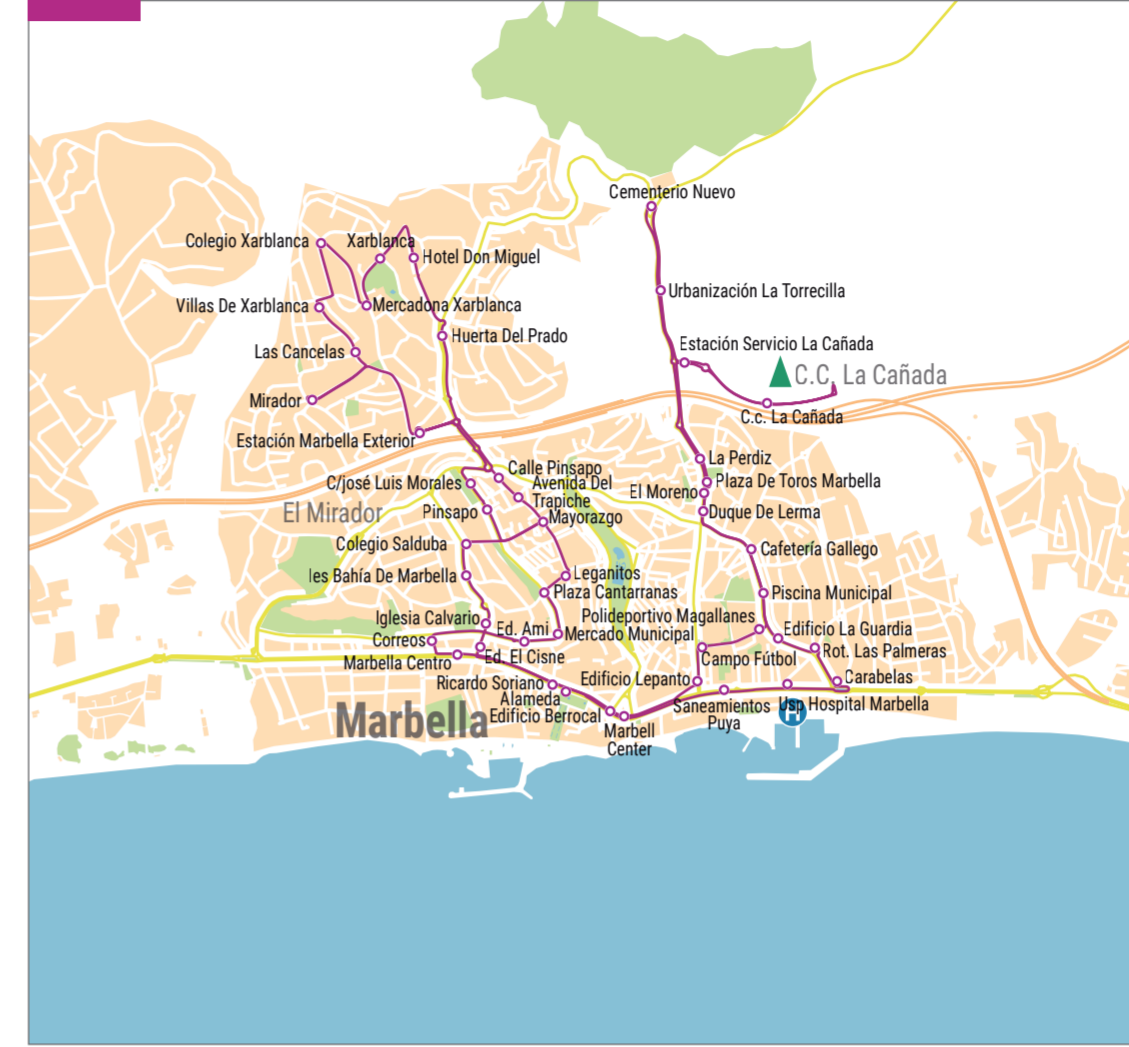 Cementerio Nuevo
Colegio Xarblanca
Xarblanca
Hotel Don Miguel
Urbanización La Torrecilla
Villas De Xarblanca
Mercadona Xarblanca
Huerta Del Prado
Estación Servicio La Cañada
Las Cancelas
C.C. La Cañada
Mirador
C.c. La Cañada
Estación Marbella Exterior
La Perdiz
Calle Pinsapo
C/josé Luis Morales
Avenida Del
Trapiche
Plaza De Toros Marbella
El Moreno
El Mirador
Pinsapo
Mayorazgo
Duque De Lerma
Colegio Salduba
Cafetería Gallego
Ies Bahía De Marbella
Leganitos
Plaza Cantarranas
Piscina Municipal
Iglesia Calvario
Polideportivo Magallanes
Ed. Ami
Mercado Municipal
Edificio La Guardia
Correos
Ed. El Cisne
Campo Fútbol
Rot. Las Palmeras
Marbella Centro
Edificio Lepanto
Carabelas
Ricardo Soriano
Alameda
Saneamientos
Puya
Usp Hospital Marbella
H
Marbella
Edificio Berrocal
Marbell
Center